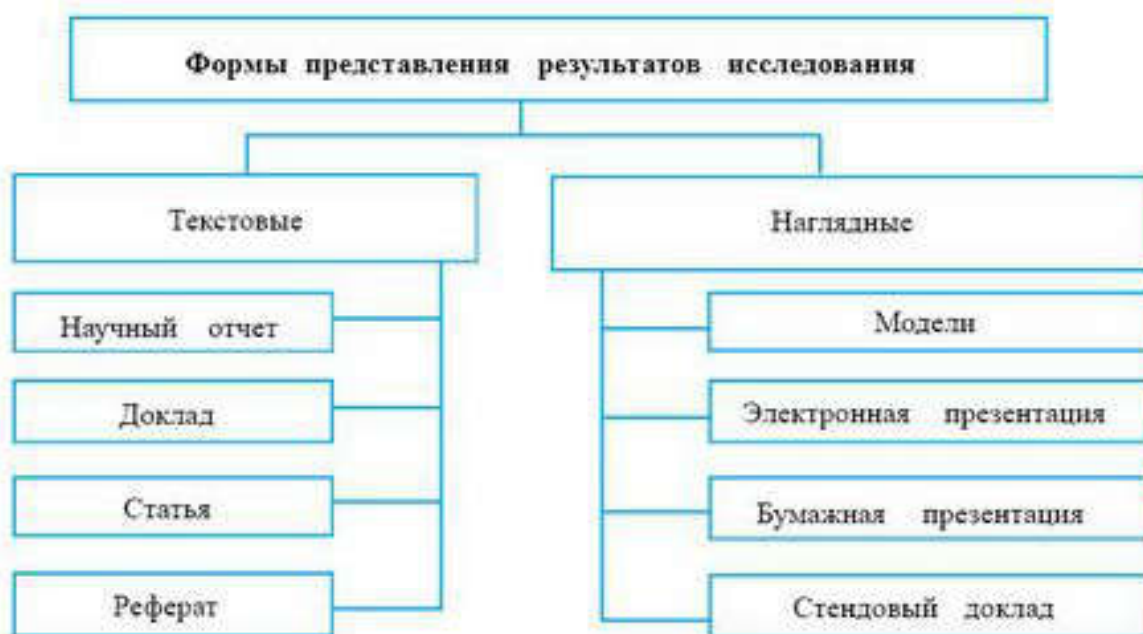 Формы представления результатов исследования
Текстовые
Научный отчет
Доклад
Статья
Реферат
Наглядные
Модели
Электронная презентация
Бумажная презентация
Стендовый доклад